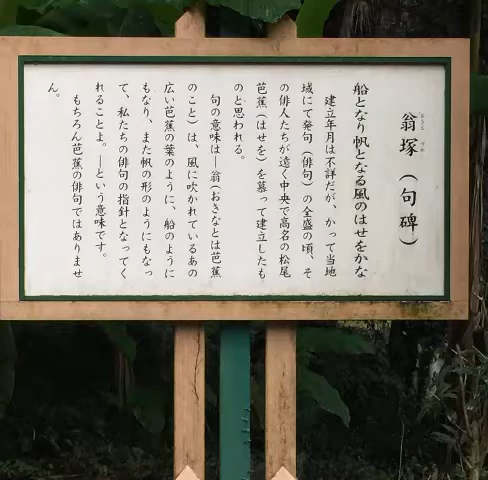 翁塚（句碑）
おきな づか
船となり帆となる風のはせをかな
建立年月は不詳だが、かって当地
域にて発句（俳句）の全盛の頃、そ
の俳人たちが遠く中央で高名の松尾
芭蕉（はせを）を慕って建立したも
のと思われる。
句の意味は―翁（おきなとは芭蕉
のこと）は、風に吹かれているあの
広い芭蕉の葉のように、船のように
もなり、また帆の形のようにもなっ
て、私たちの俳句の指針となってく
れることよ。―という意味です。
もちろん芭蕉の俳句ではありませ
ん。